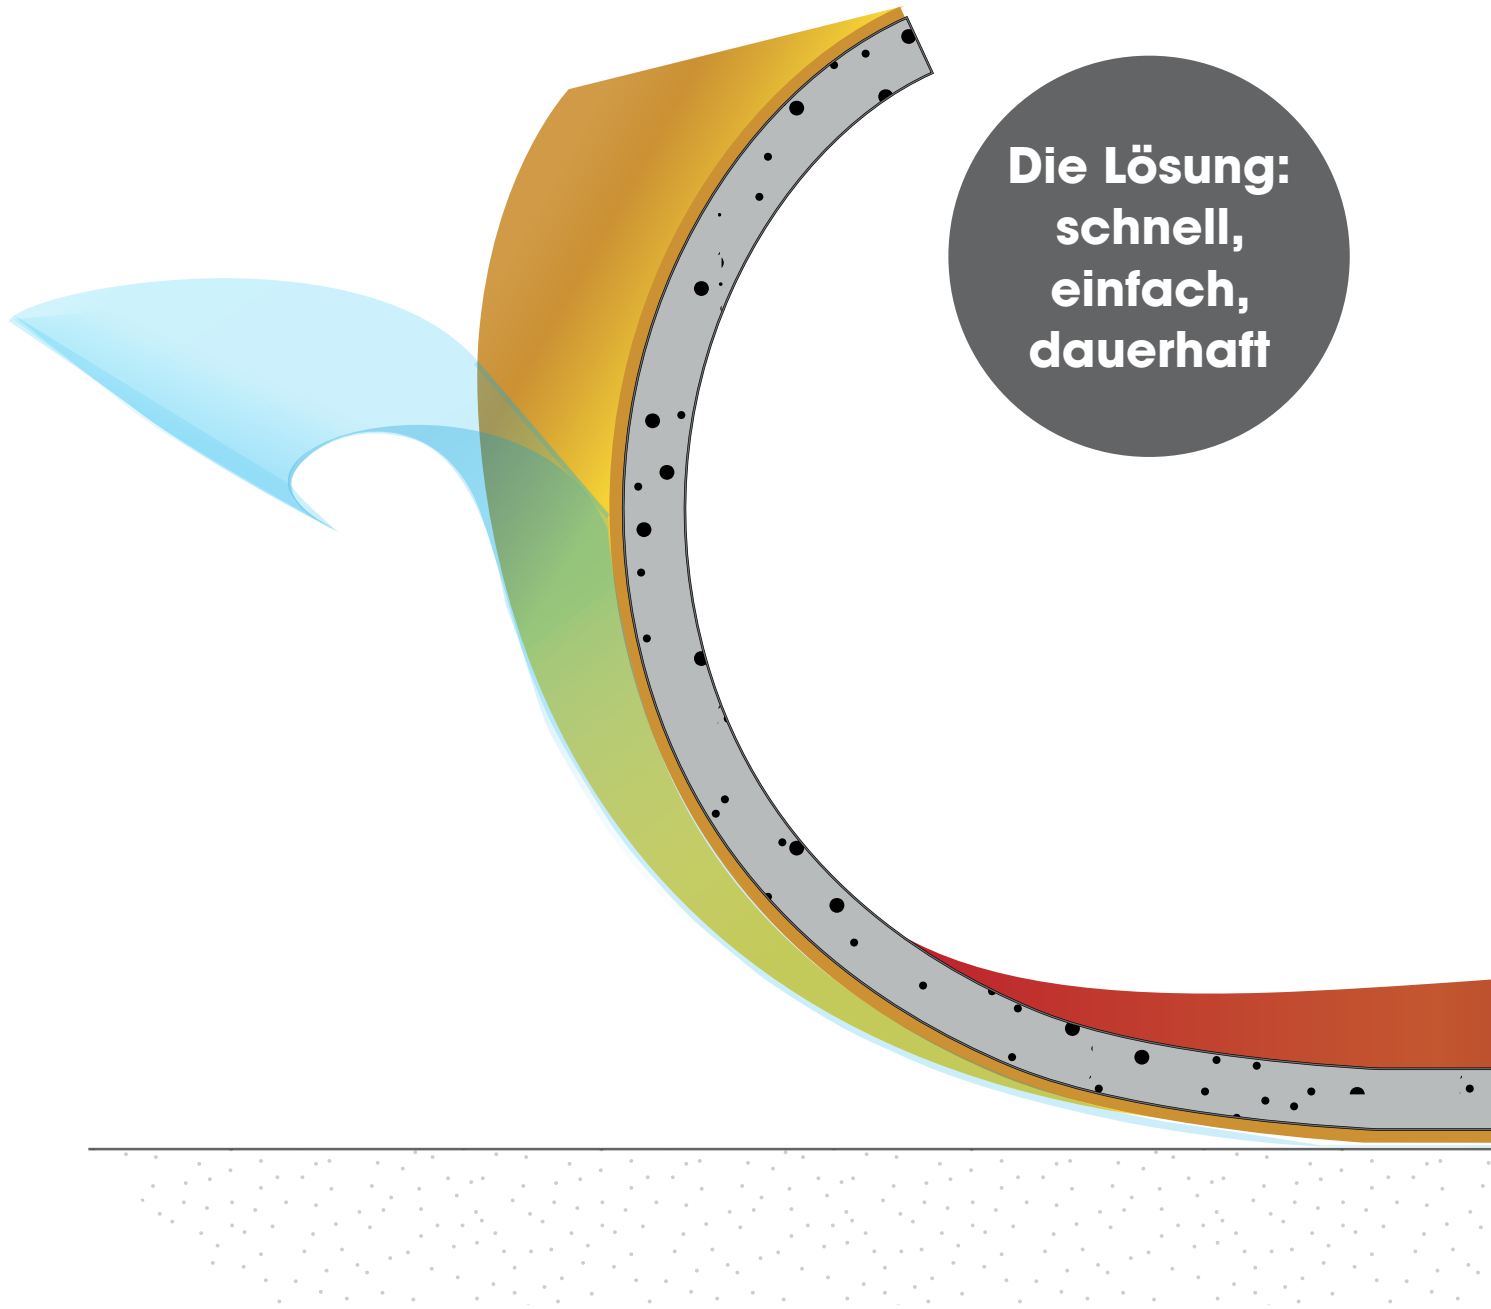 Die Lösung:
schnell,
einfach,
dauerhaft